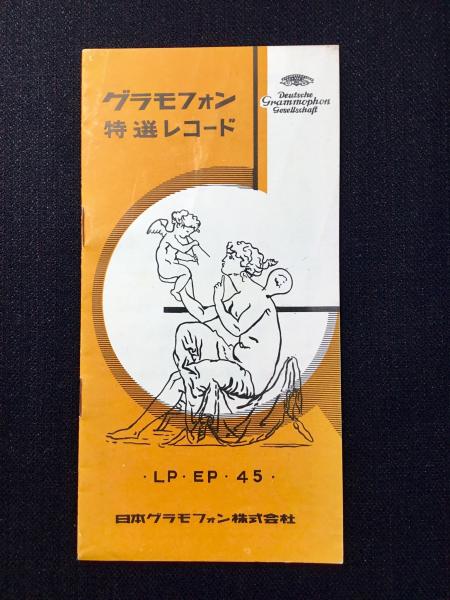 グラモフォン
特選レコード
Deutsche
Grammophon
Gesellschaft
・LP・EP・45・
日本グラモフォン株式会社